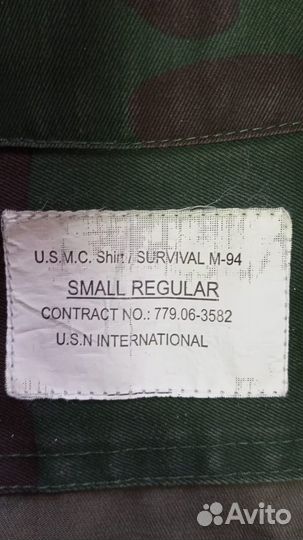 U.S.M.C. Shirt / SURVIVAL M-94
SMALL REGULAR
CONTRACT NO.: 779.06-3582
U.S.N INTERNATIONAL
Avito